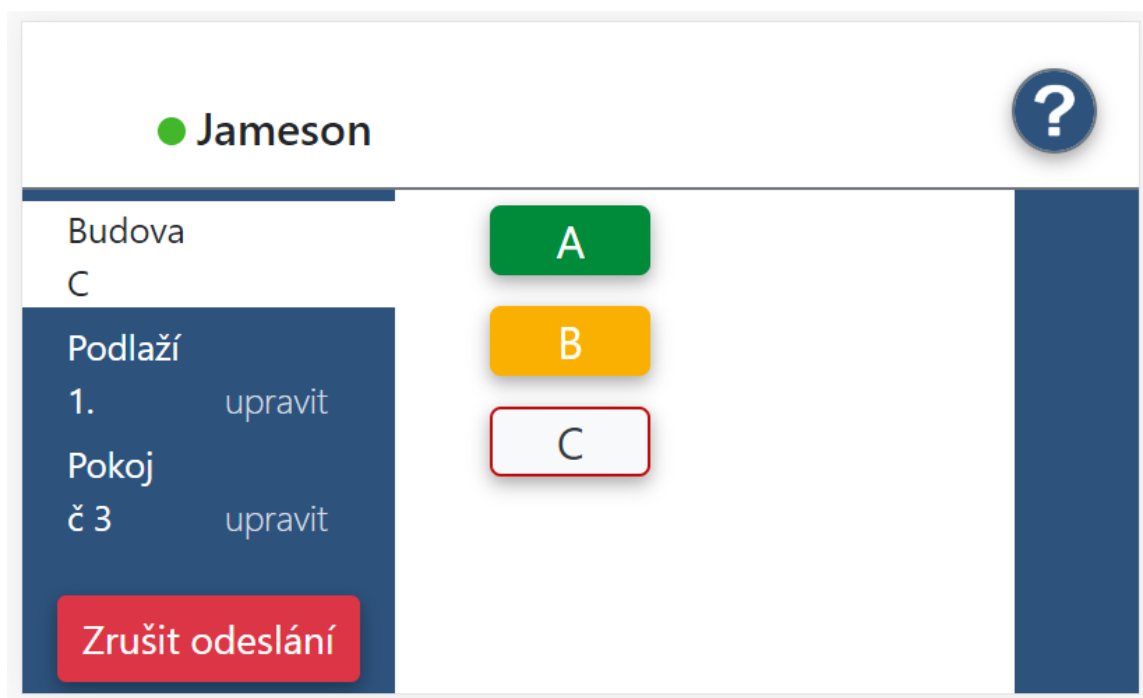 Jameson
?
Budova
C
Podlaží
1. upravit
Pokoj
č 3 upravit
Zrušit odeslání
A
B
C